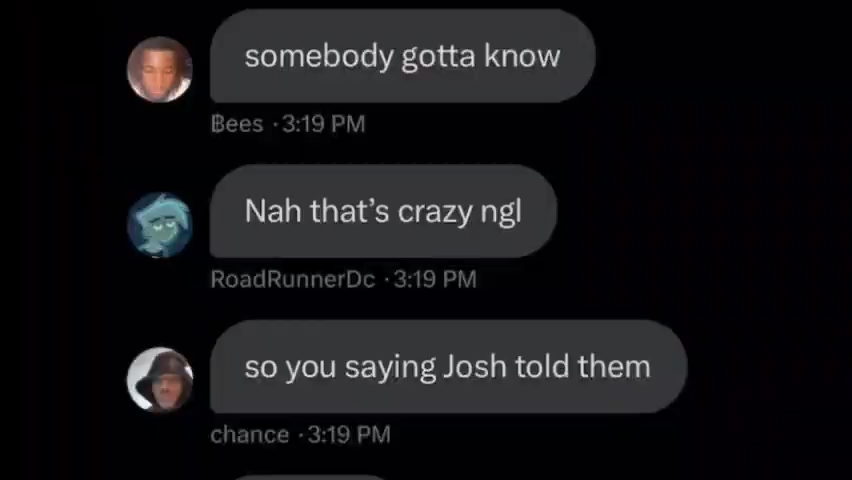 somebody gotta know
Bees · 3:19 PM
Nah that’s crazy ngl
RoadRunnerDc · 3:19 PM
so you saying Josh told them
chance · 3:19 PM